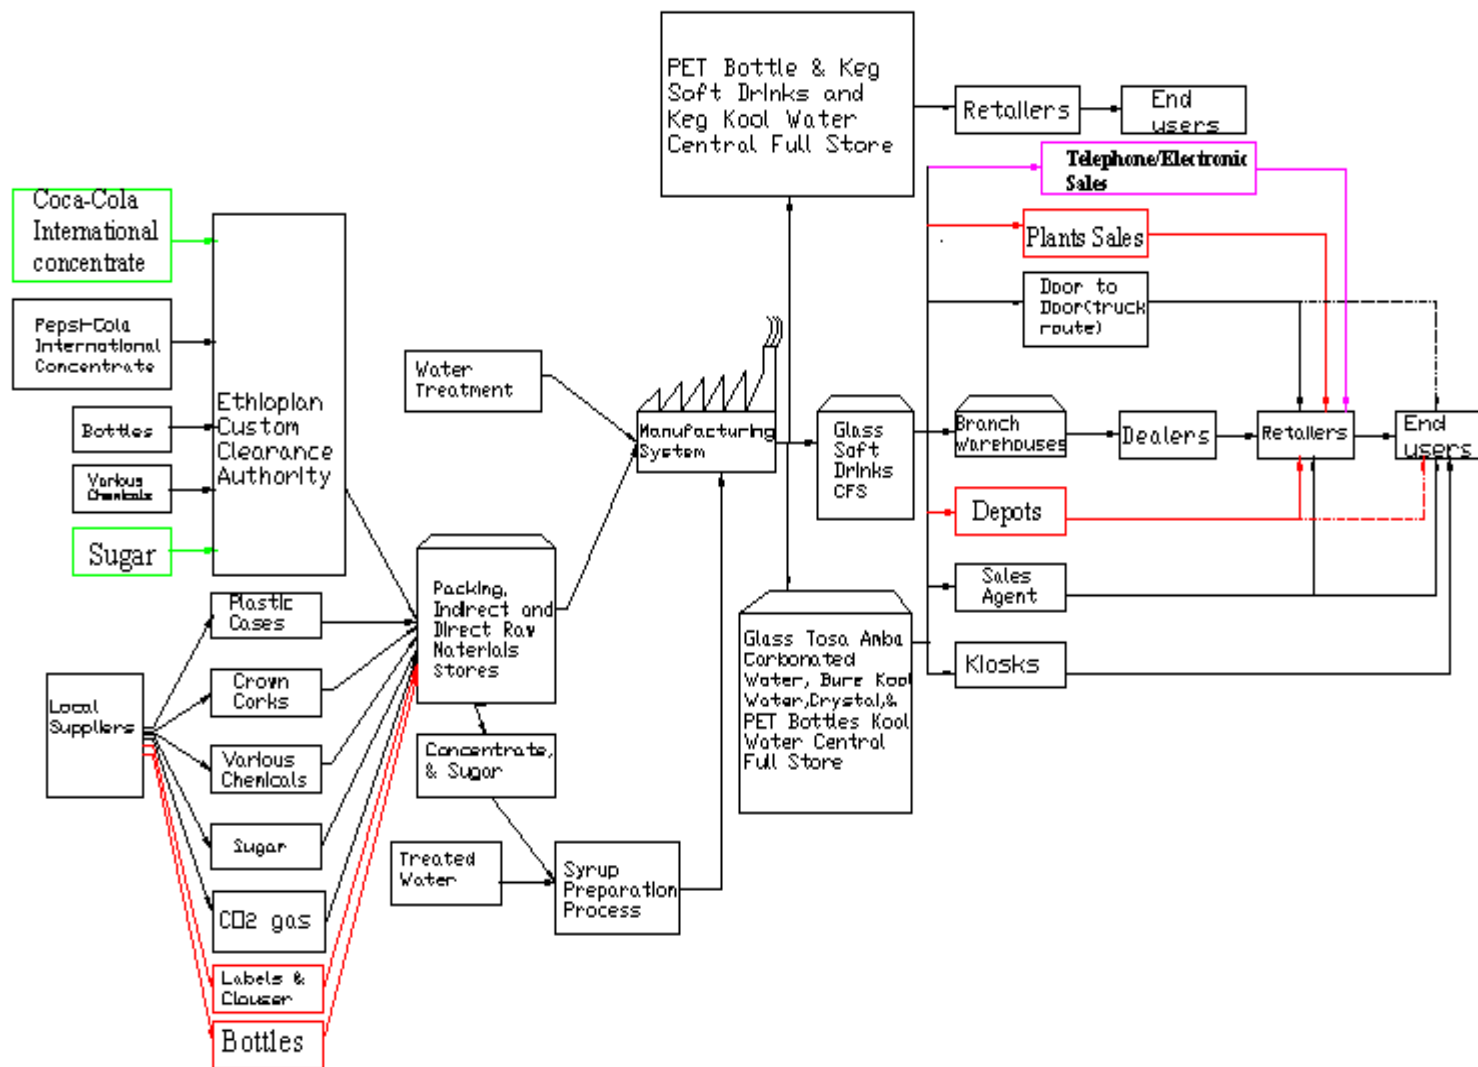 PET Bottle & Keg
Soft Drinks and
Keg Kool Water
Central Full Store
Retailers
End
users
Telephone/Electronic
Sales
Plants Sales
Door to
Door(truck
route)
Coca-Cola
International
concentrate
Pepsi-Cola
International
Concentrate
Bottles
Various
Chemicals
Sugar
Ethiopian
Custom
Clearance
Authority
Water
Treatment
Manufacturing
System
Glass
Soft
Drinks
CFS
Branch
Warehouses
Dealers
Retailers
End
users
Depots
Sales
Agent
Kiosks
Packing,
Indirect and
Direct Raw
Materials
Stores
Glass Tosa Amba
Carbonated
Water, Bure Kool
Water,Crystal,&
PET Bottles Kool
Water Central
Full Store
Local
Suppliers
Plastic
Cases
Crown
Corks
Various
Chemicals
Sugar
CO2 gas
Labels &
Clouser
Bottles
Concentrate,
& Sugar
Treated
Water
Syrup
Preparation
Process